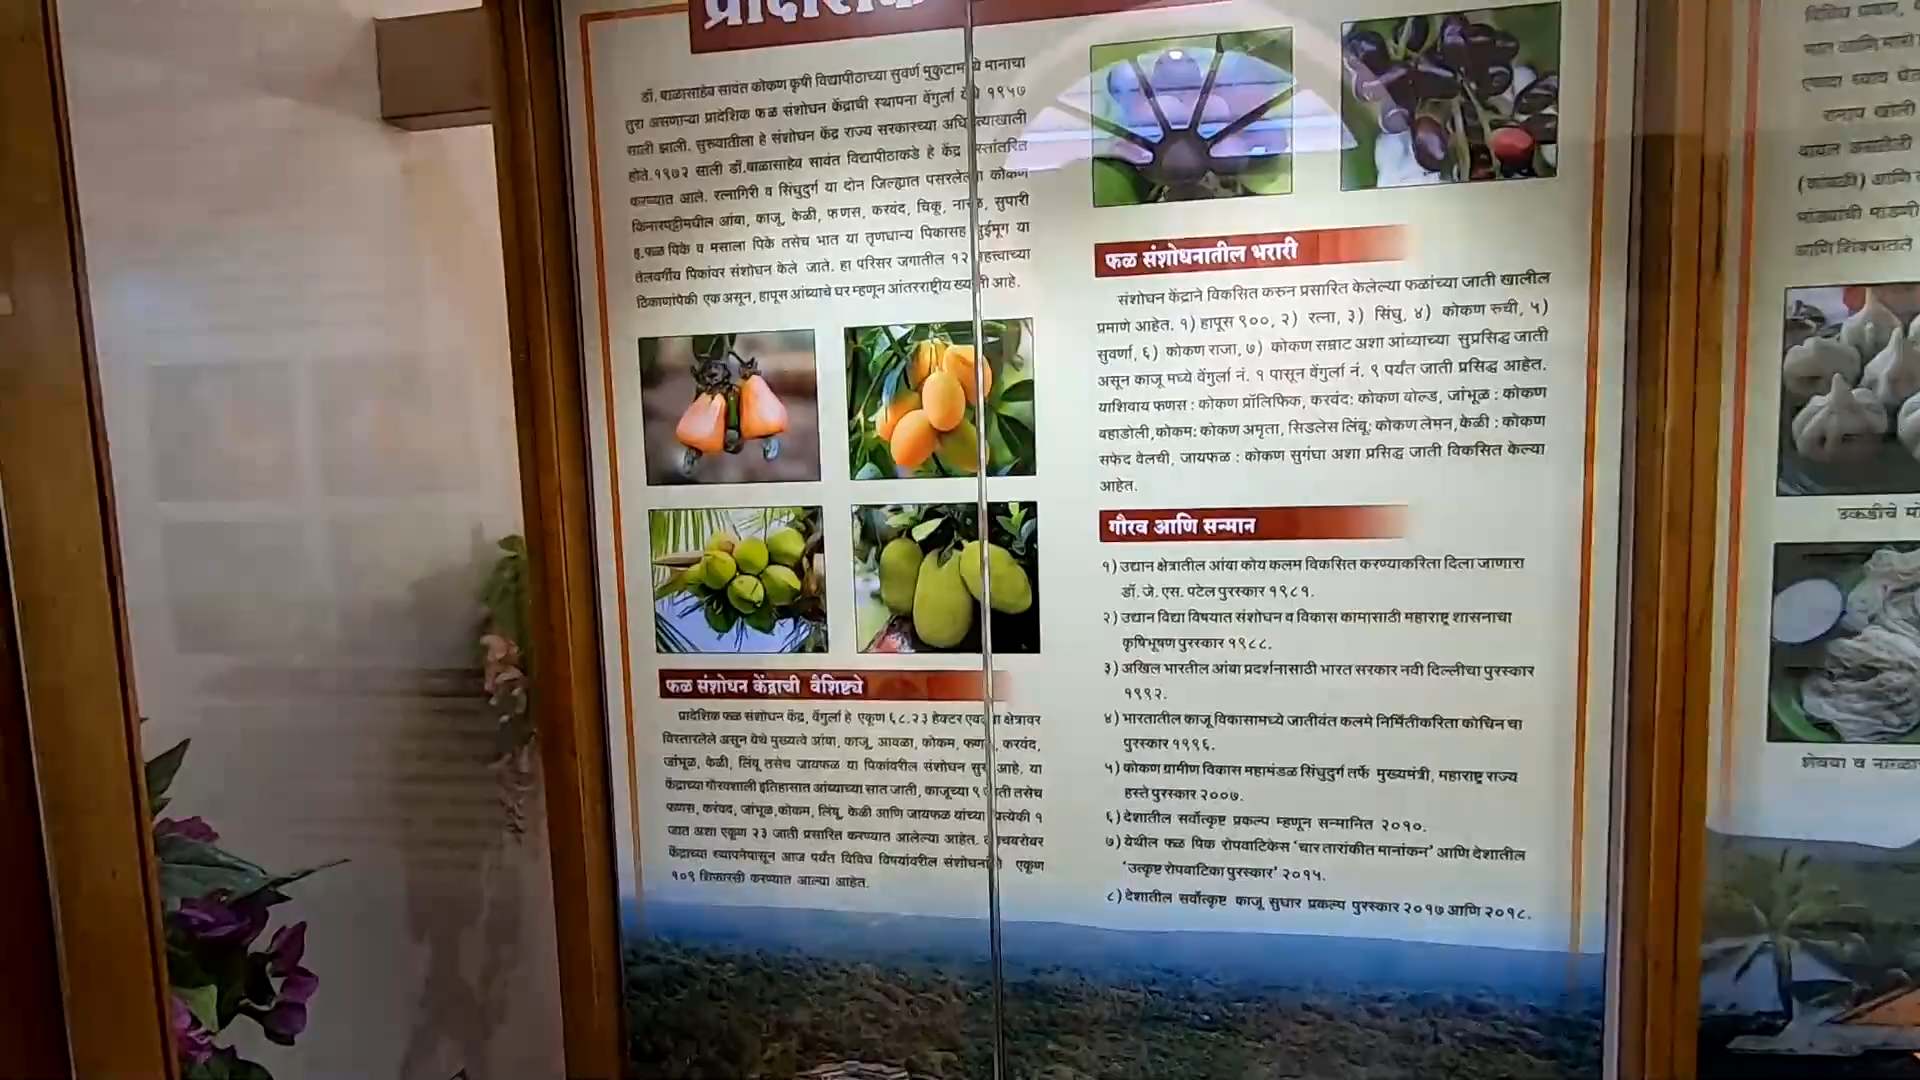 प्रादेशिक
डॉ. बाळासाहेब सावंत कोकण कृषी विद्यापीठाच्या सुवर्ण मुकुटाम ये मानाचा
तुरा असणाऱ्या प्रादेशिक फळ संशोधन केंद्राची स्थापना वेंगुर्ला येथे १९५७
साली झाली. सुरुवातीला हे संशोधन केंद्र राज्य सरकारच्या अधि त्याखाली
होते.१९७२ साली डॉ.बाळासाहेब सावंत विद्यापीठाकडे हे केंद्र स्तांतरित
करण्यात आले. रत्नागिरी व सिंधुदुर्ग या दोन जिल्ह्यात पसरलेल्या कोकण
किनारपट्टीमधील आंबा, काजू, केळी, फणस, करवंद, चिकू, नारळ, सुपारी
इ.फळ पिके व मसाला पिके तसेच भात या तृणधान्य पिकासह भुईमूग या
तेलवर्गीय पिकांवर संशोधन केले जाते. हा परिसर जगातील १२ महत्त्वाच्या
ठिकाणांपैकी एक असून, हापूस आंब्याचे घर म्हणून आंतरराष्ट्रीय ख्याती आहे.
फळ संशोधन केंद्राची वैशिष्ट्ये
प्रादेशिक फळ संशोधन केंद्र, वेंगुर्ला हे एकूण ६८.२३ हेक्टर एवढ्या क्षेत्रावर
विस्तारलेले असून येथे मुख्यत्वे आंबा, काजू, आवळा, कोकम, फणस, करवंद,
जांभूळ, केळी, लिंबू तसेच जायफळ या पिकांवरील संशोधन सुरु आहे. या
केंद्राच्या गौरवशाली इतिहासात आंब्याच्या सात जाती, काजूच्या ९ जाती तसेच
फणस, करवंद, जांभूळ,कोकम, लिंबू, केळी आणि जायफळ यांच्या प्रत्येकी १
जात अशा एकूण २३ जाती प्रसारित करण्यात आलेल्या आहेत. त्याचबरोबर
केंद्राच्या स्थापनेपासून आज पर्यंत विविध विषयांवरील संशोधनाचे एकूण
१०९ शिफारसी करण्यात आल्या आहेत.
फळ संशोधनातील भरारी
संशोधन केंद्राने विकसित करुन प्रसारित केलेल्या फळांच्या जाती खालील
प्रमाणे आहेत. १) हापूस ९००, २) रत्ना, ३) सिंधु, ४) कोकण रुची, ५)
सुवर्णा, ६) कोकण राजा, ७) कोकण सम्राट अशा आंब्याच्या सुप्रसिद्ध जाती
असून काजू मध्ये वेंगुर्ला नं. १ पासून वेंगुर्ला नं. ९ पर्यंत जाती प्रसिद्ध आहेत.
याशिवाय फणस : कोकण प्रॉलिफिक, करवंद: कोकण बोल्ड, जांभूळ : कोकण
बहाडोली,कोकम: कोकण अमृता, सिडलेस लिंबू: कोकण लेमन,केळी : कोकण
सफेद वेलची, जायफळ : कोकण सुगंधा अशा प्रसिद्ध जाती विकसित केल्या
आहेत.
गौरव आणि सन्मान
१) उद्यान क्षेत्रातील आंबा कोय कलम विकसित करण्याकरिता दिला जाणारा
डॉ. जे. एस. पटेल पुरस्कार १९८१.
२) उद्यान विद्या विषयात संशोधन व विकास कामासाठी महाराष्ट्र शासनाचा
कृषिभूषण पुरस्कार १९८८.
३) अखिल भारतील आंबा प्रदर्शनासाठी भारत सरकार नवी दिल्लीचा पुरस्कार
१९९२.
४) भारतातील काजू विकासामध्ये जातीवंत कलमे निर्मितीकरिता कोचिन चा
पुरस्कार १९९६.
५) कोकण ग्रामीण विकास महामंडळ सिंधुदुर्ग तर्फे मुख्यमंत्री, महाराष्ट्र राज्य
हस्ते पुरस्कार २००७.
६) देशातील सर्वोत्कृष्ट प्रकल्प म्हणून सन्मानित २०१०.
७) येथील फळ पिक रोपवाटिकेस 'चार तारांकीत मानांकन' आणि देशातील
'उत्कृष्ट रोपवाटिका पुरस्कार' २०१५.
८) देशातील सर्वोत्कृष्ट काजू सुधार प्रकल्प पुरस्कार २०१७ आणि २०१८.
विविध प्रकार,
आणि
(कांबळी) आणि
उकडीचे
शेवया व